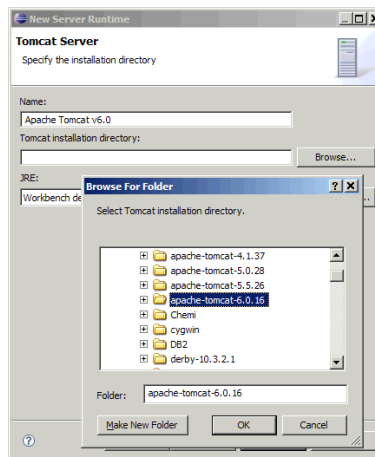 New Server Runtime
Tomcat Server
Specify the installation directory
Name:
Apache Tomcat v6.0
Tomcat installation directory:
Browse...
JRE:
Workbench de
Browse For Folder
Select Tomcat installation directory.
apache-tomcat-4.1.37
apache-tomcat-5.0.28
apache-tomcat-5.5.26
apache-tomcat-6.0.16
Chemi
cygwin
DB2
derby-10.3.2.1
Folder:
apache-tomcat-6.0.16
Make New Folder
OK
Cancel